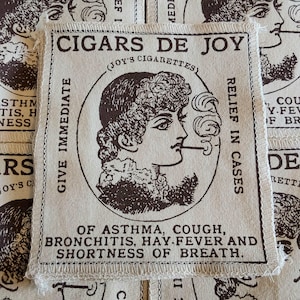 CIGARS DE JOY
(JOY'S CIGARETTES)
GIVE IMMEDIATE
RELIEF IN CASES
OF ASTHMA, COUGH,
BRONCHITIS, HAY-FEVER AND
SHORTNESS OF BREATH.